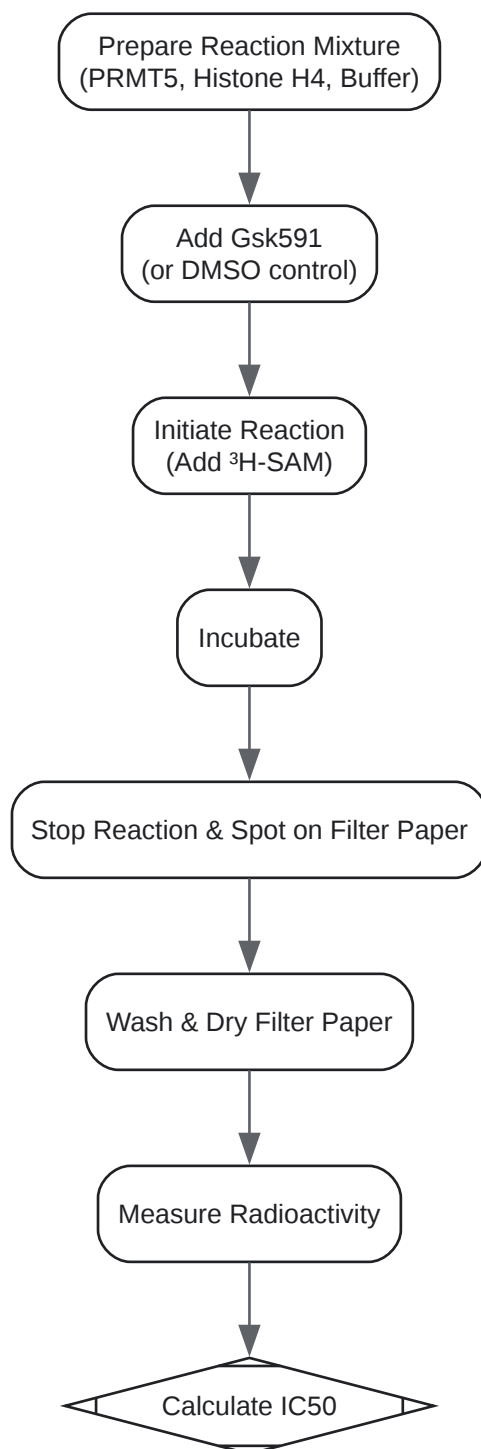 Prepare Reaction Mixture
(PRMT5, Histone H4, Buffer)
Add Gsk591
(or DMSO control)
Initiate Reaction
(Add ³H-SAM)
Incubate
Stop Reaction & Spot on Filter Paper
Wash & Dry Filter Paper
Measure Radioactivity
Calculate IC50